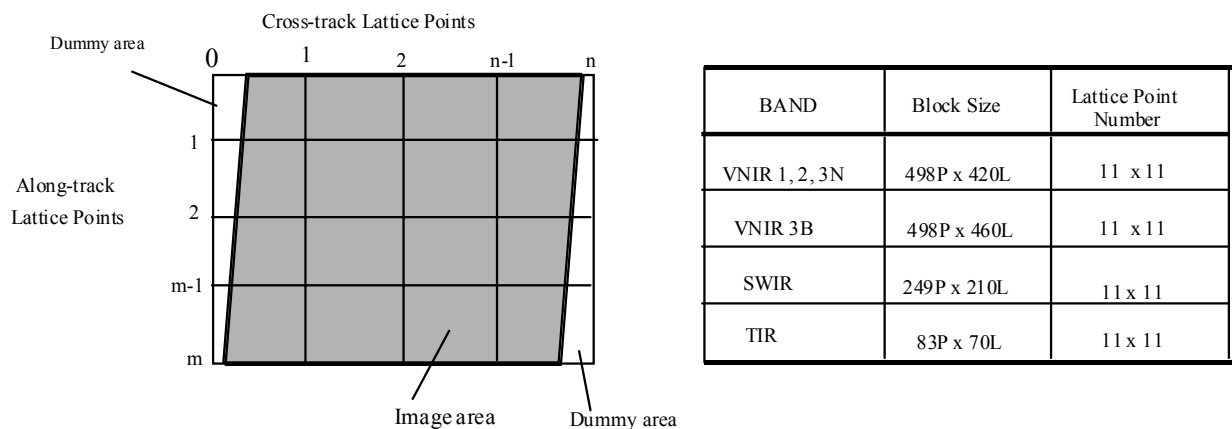 Cross-track Lattice Points
Dummy area
0
1
2
n-1
n
1
Along-track
Lattice Points
2
m-1
m
Image area
Dummy area
BAND Block Size Lattice Point
Number
VNIR 1, 2, 3N 498P x 420L 11 x 11
VNIR 3B 498P x 460L 11 x 11
SWIR 249P x 210L 11 x 11
TIR 83P x 70L 11 x 11